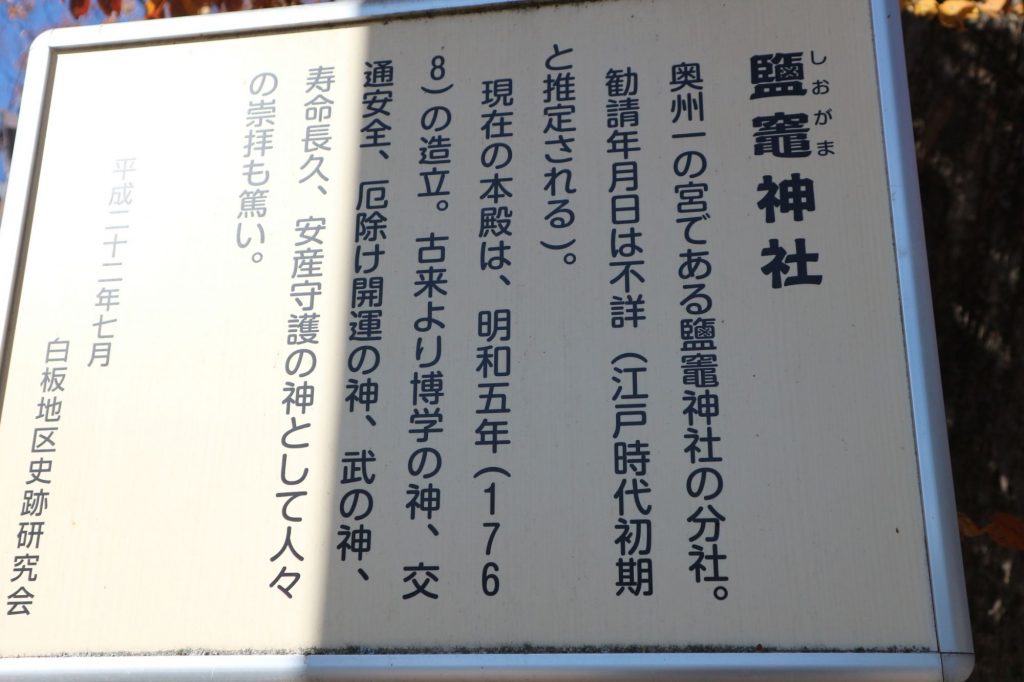 鹽竈神社
しおがま
奥州一の宮である鹽竈神社の分社。
勧請年月日は不詳(江戸時代初期
と推定される)。
現在の本殿は、明和五年(176
8)の造立。古来より博学の神、交
通安全、厄除け開運の神、武の神、
寿命長久、安産守護の神として人々
の崇拝も篤い。
平成二十二年七月
白板地区史跡研究会